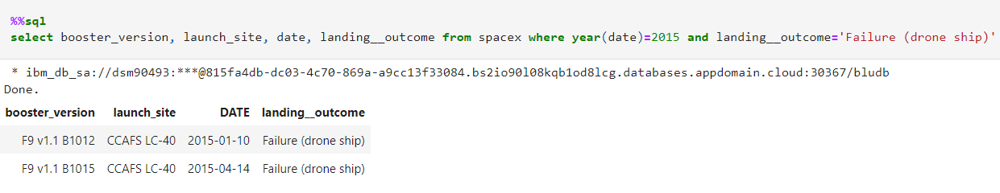 %%sql
select booster_version, launch_site, date, landing__outcome from spacex where year(date)=2015 and landing__outcome='Failure (drone ship)'
* ibm_db_sa://dsm90493:***@815fa4db-dc03-4c70-869a-a9cc13f33084.bs2io90l08kqb1od8lcg.databases.appdomain.cloud:30367/bludb
Done.
booster_version launch_site DATE landing__outcome
F9 v1.1 B1012 CCAFS LC-40 2015-01-10 Failure (drone ship)
F9 v1.1 B1015 CCAFS LC-40 2015-04-14 Failure (drone ship)